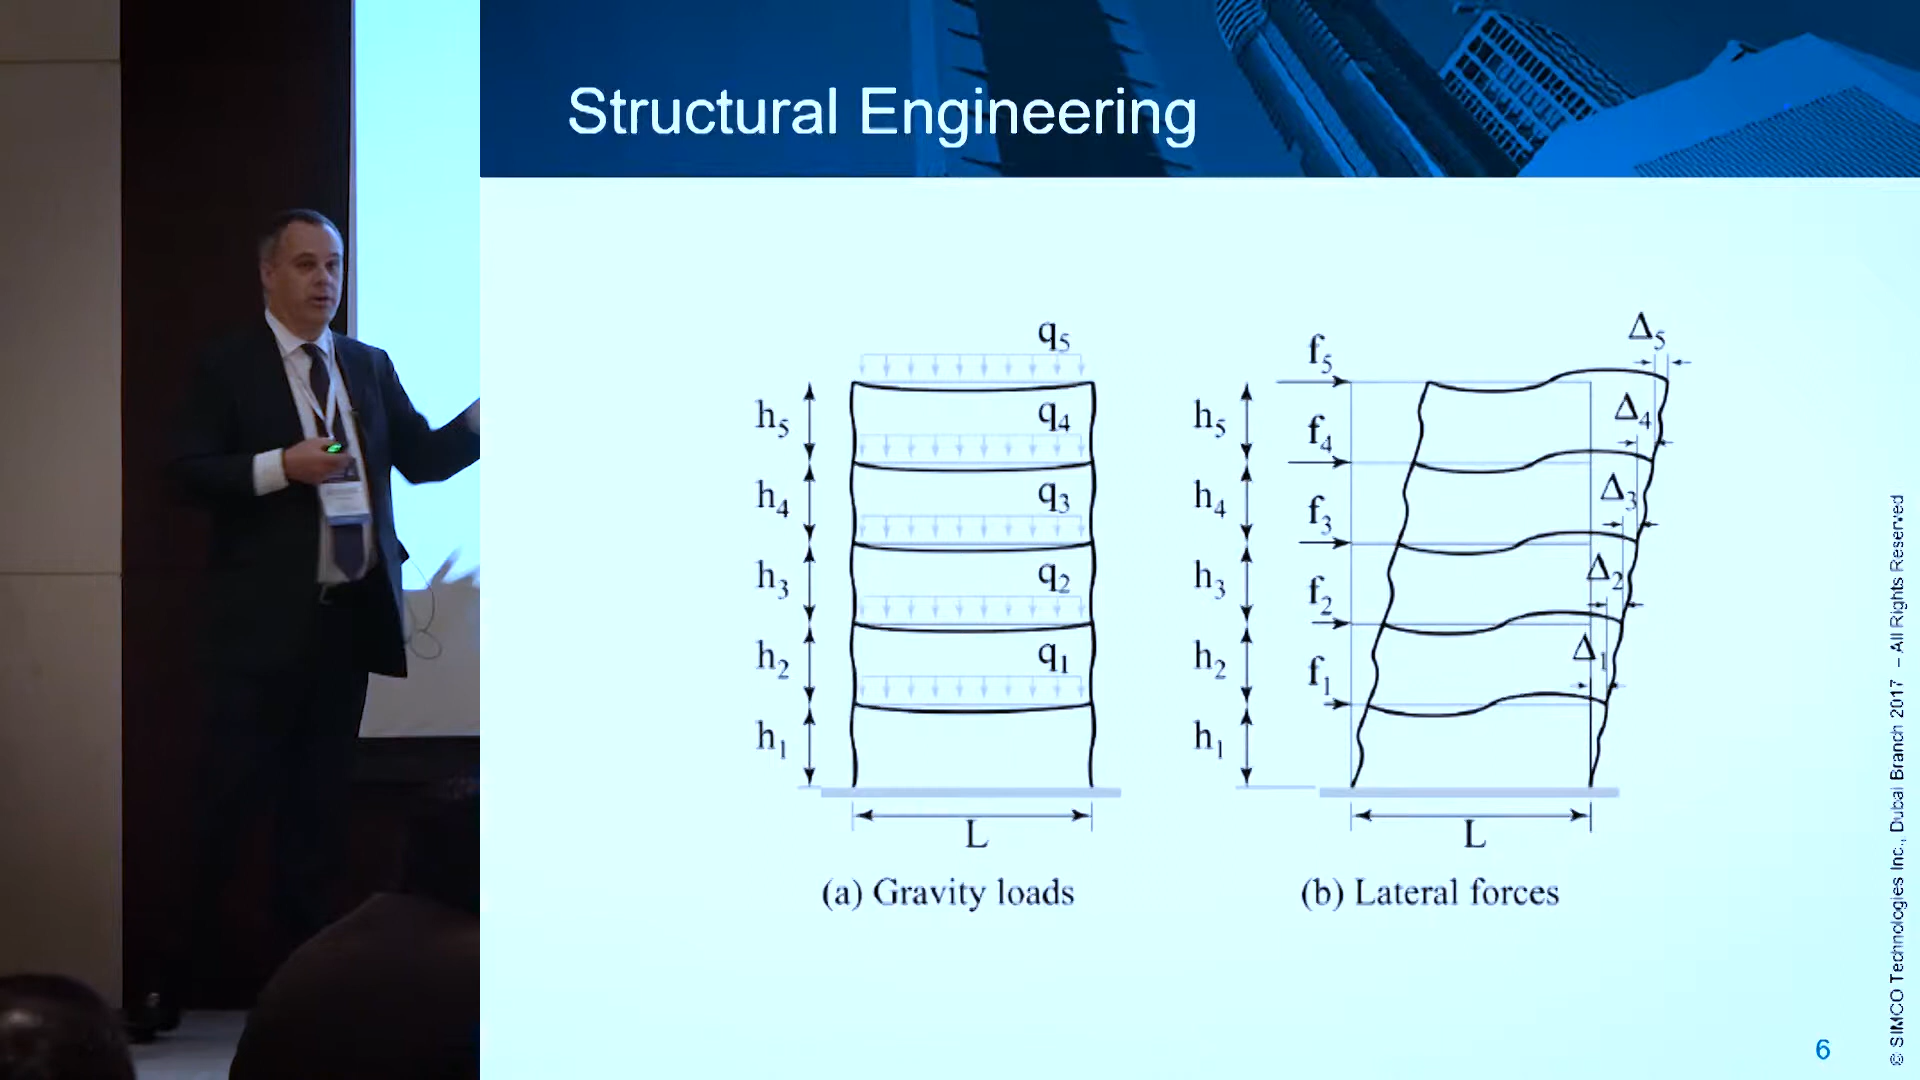 Structural Engineering
q5
q4
q3
q2
q1
h5
h4
h3
h2
h1
L
(a) Gravity loads
f5
f4
f3
f2
f1
h5
h4
h3
h2
h1
Δ5
Δ4
Δ3
Δ2
Δ1
L
(b) Lateral forces
© SIMCO Technologies Inc., Dubai Branch 2017 – All Rights Reserved
6